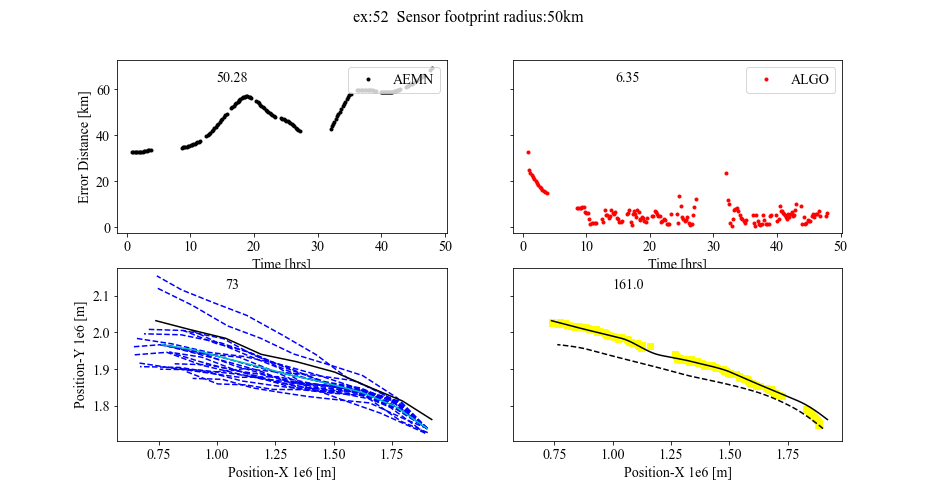 ex:52  Sensor footprint radius:50km
50.28
AEMN
Error Distance [km]
60
40
20
0
0 10 20 30 40 50
Time [hrs]
6.35
ALGO
0 10 20 30 40 50
Time [hrs]
73
Position-Y 1e6 [m]
2.1
2.0
1.9
1.8
0.75 1.00 1.25 1.50 1.75
Position-X 1e6 [m]
161.0
0.75 1.00 1.25 1.50 1.75
Position-X 1e6 [m]